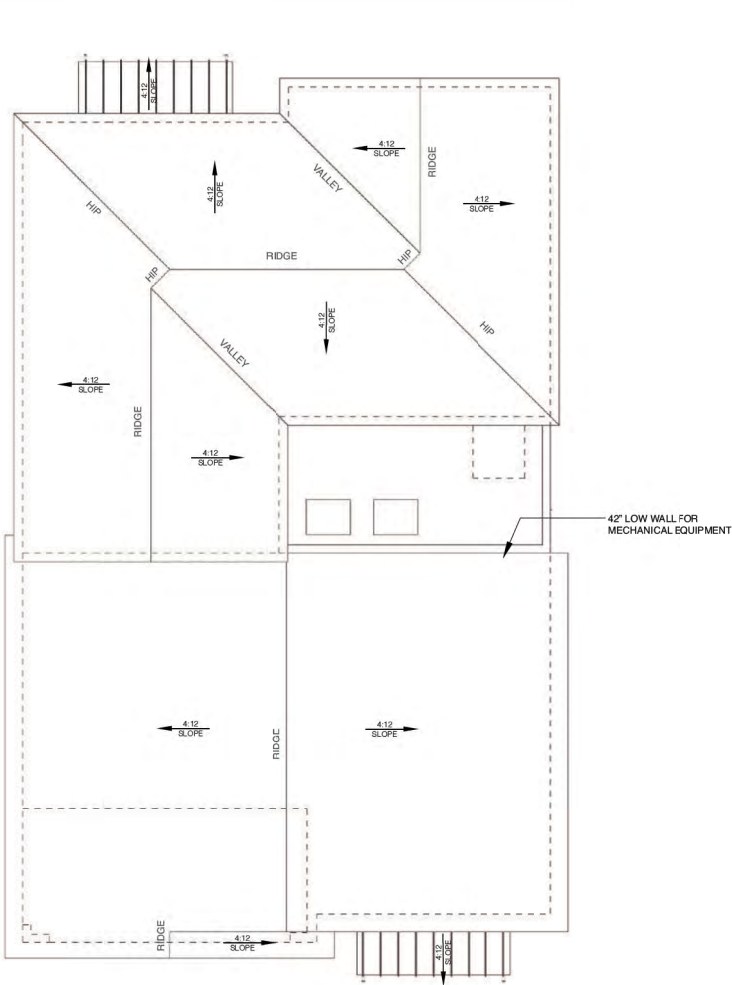 4:12
SLOPE
4:12
SLOPE
RIDGE
VALLEY
4:12
SLOPE
4:12
SLOPE
HIP
RIDGE
HIP
HIP
4:12
SLOPE
HIP
VALLEY
4:12
SLOPE
RIDGE
4:12
SLOPE
42" LOW WALL FOR
MECHANICAL EQUIPMENT
4:12
SLOPE
RIDGE
4:12
SLOPE
RIDGE
4:12
SLOPE
4:12
SLOPE